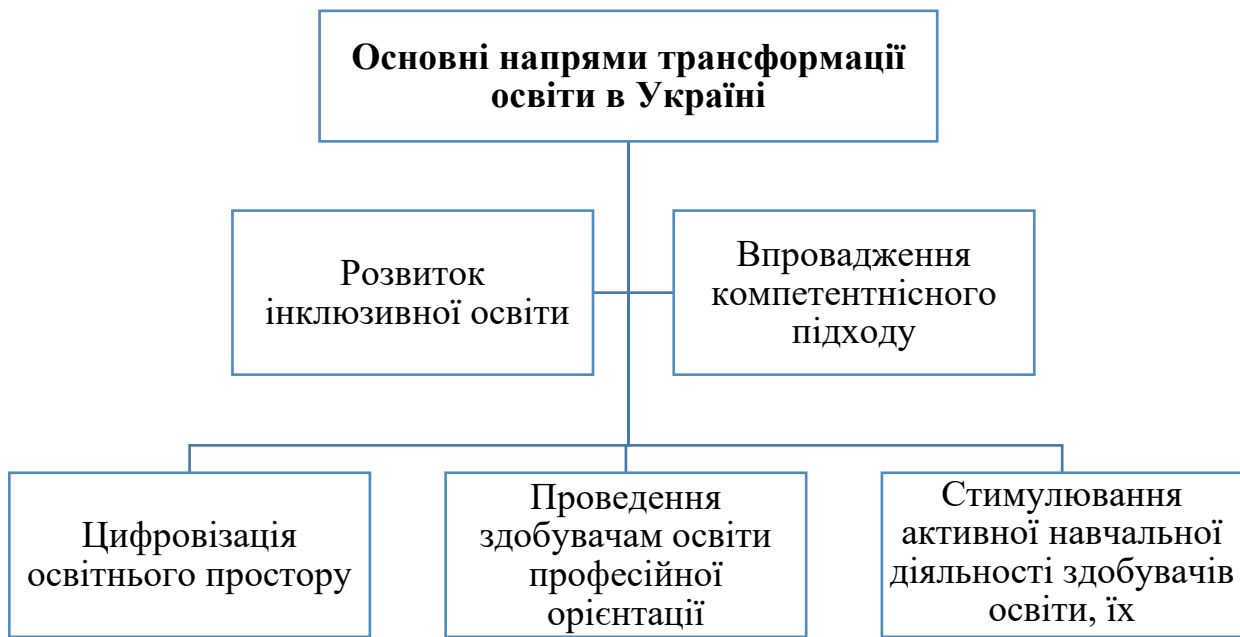 Основні напрями трансформації
освіти в Україні
Розвиток
інклюзивної освіти
Впровадження
компетентнісного
підходу
Цифровізація
освітнього простору
Проведення
здобувачам освіти
професійної
орієнтації
Стимулювання
активної навчальної
діяльності здобувачів
освіти, їх